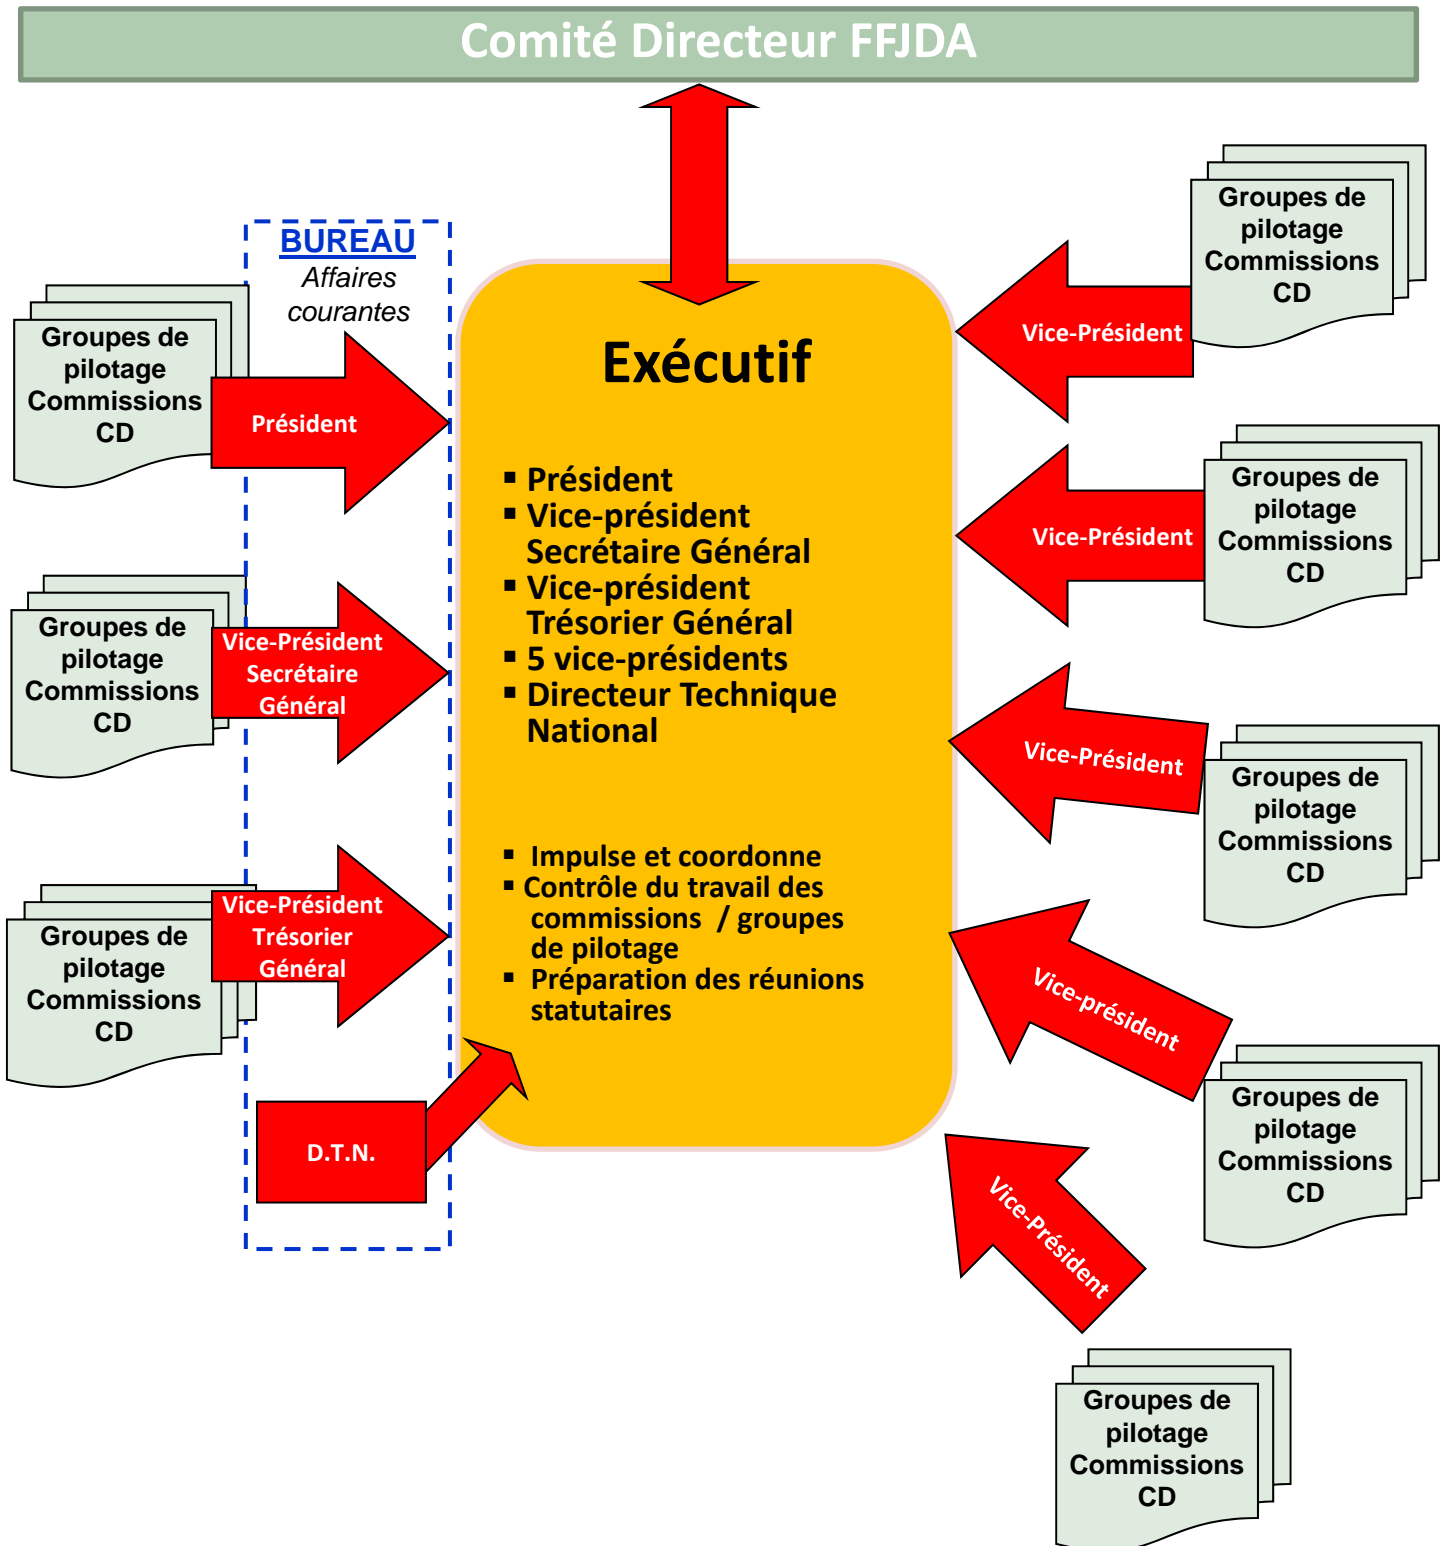 Comité Directeur FFJDA
BUREAU
Affaires
courantes
Groupes de
pilotage
Commissions
CD
Président
Groupes de
pilotage
Commissions
CD
Vice-Président
Secrétaire
Général
Groupes de
pilotage
Commissions
CD
Vice-Président
Trésorier
Général
D.T.N.
Exécutif
▪ Président
▪ Vice-président
Secrétaire Général
▪ Vice-président
Trésorier Général
▪ 5 vice-présidents
▪ Directeur Technique
National
▪ Impulse et coordonne
▪ Contrôle du travail des
commissions / groupes
de pilotage
▪ Préparation des réunions
statutaires
Vice-Président
Groupes de
pilotage
Commissions
CD
Vice-Président
Groupes de
pilotage
Commissions
CD
Vice-Président
Groupes de
pilotage
Commissions
CD
Vice-président
Groupes de
pilotage
Commissions
CD
Vice-Président
Groupes de
pilotage
Commissions
CD